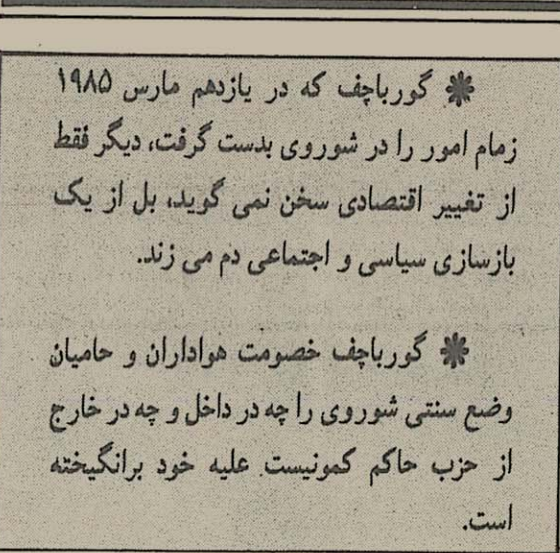 ❋ گورباچف که در یازدهم مارس ۱۹۸۵
زمام امور را در شوروی بدست گرفت، دیگر فقط
از تغییر اقتصادی سخن نمی گوید، بل از یک
بازسازی سیاسی و اجتماعی دم می زند.
❋ گورباچف خصومت هواداران و حامیان
وضع سنتی شوروی را چه در داخل و چه در خارج
از حزب حاکم کمونیست علیه خود برانگیخته
است.